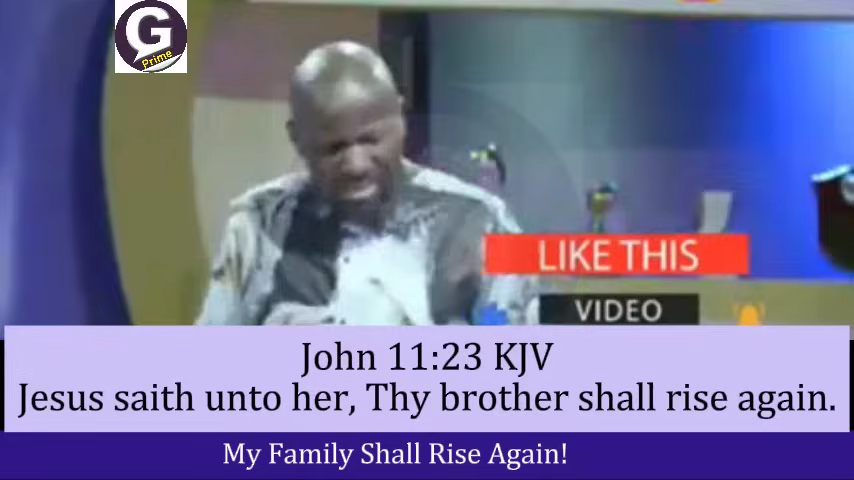 G
Prime
LIKE THIS
VIDEO
John 11:23 KJV
Jesus saith unto her, Thy brother shall rise again.
My Family Shall Rise Again!